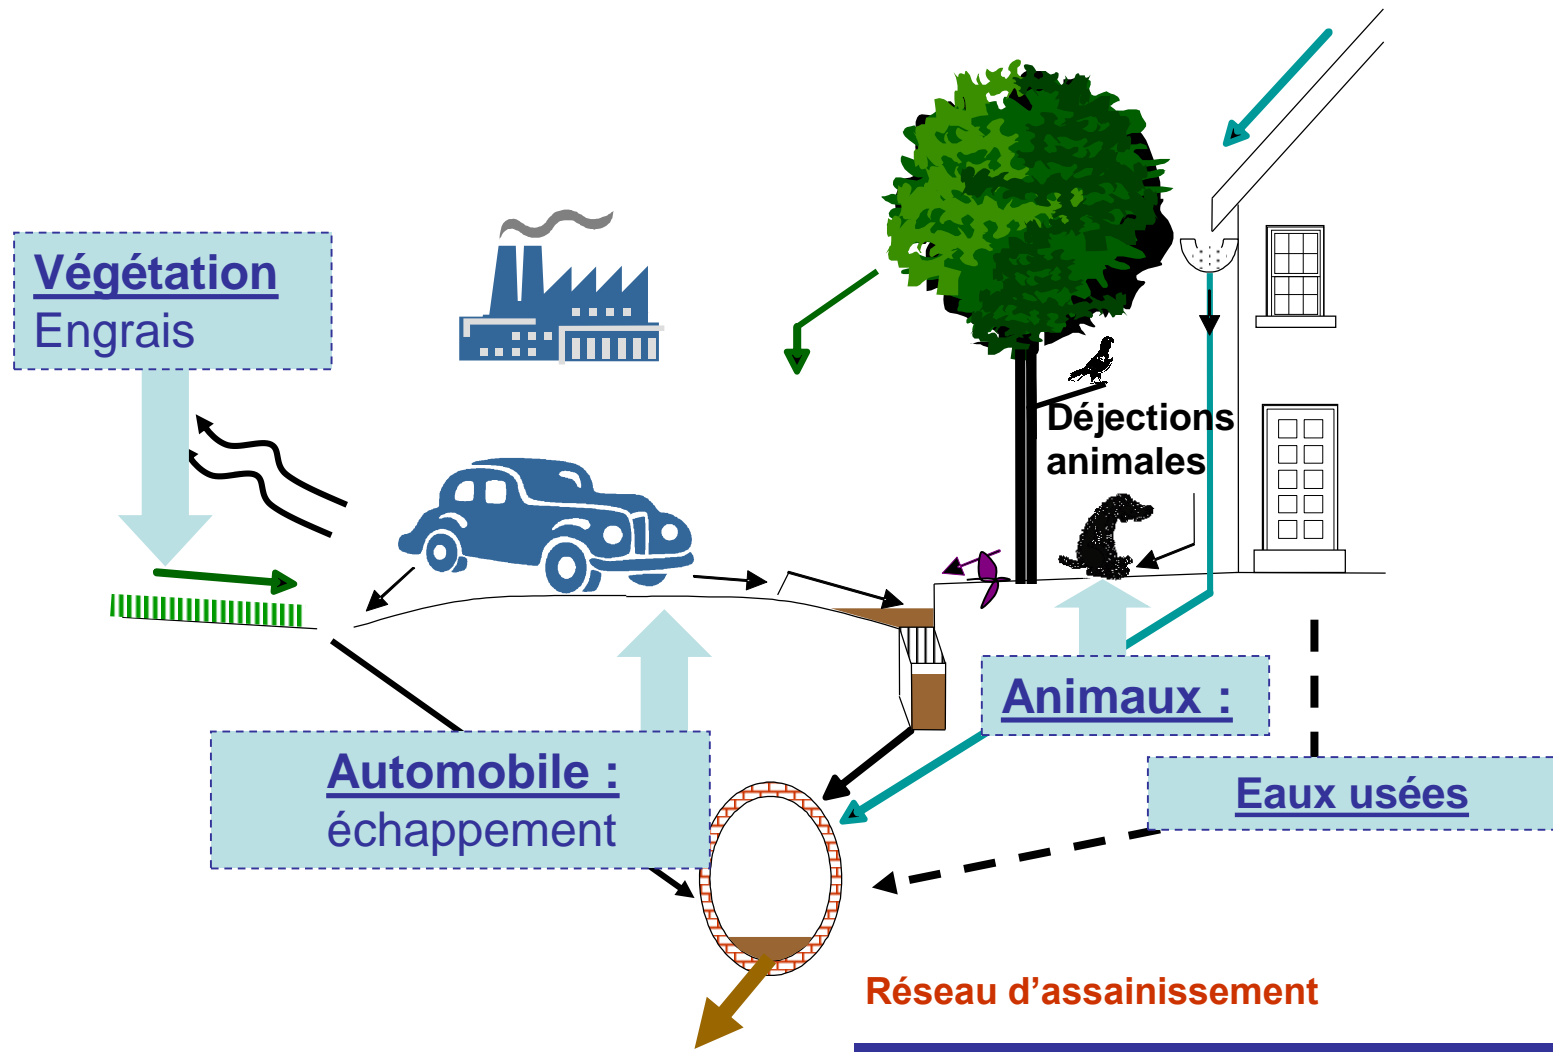 Végétation
Engrais
Déjections
animales
Animaux :
Automobile :
échappement
Eaux usées
Réseau d’assainissement